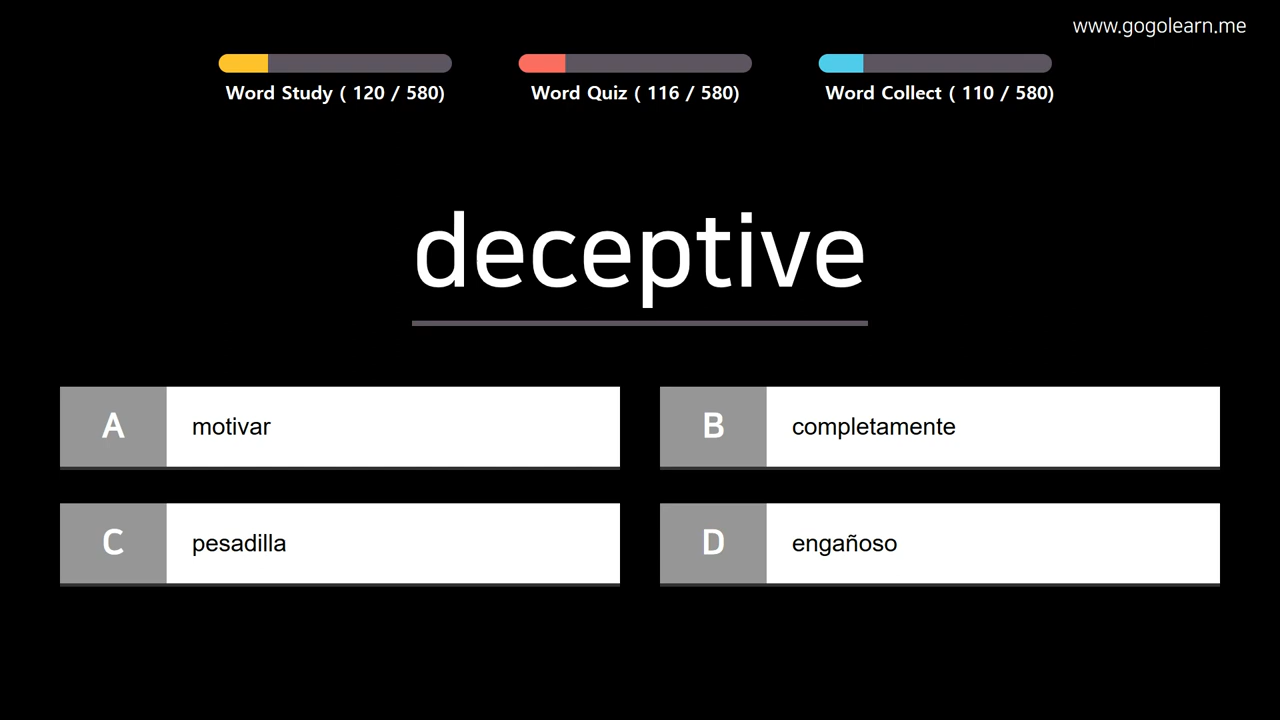 www.gogolearn.me
Word Study ( 120 / 580)
Word Quiz ( 116 / 580)
Word Collect ( 110 / 580)
deceptive
A
motivar
B
completamente
C
pesadilla
D
engañoso